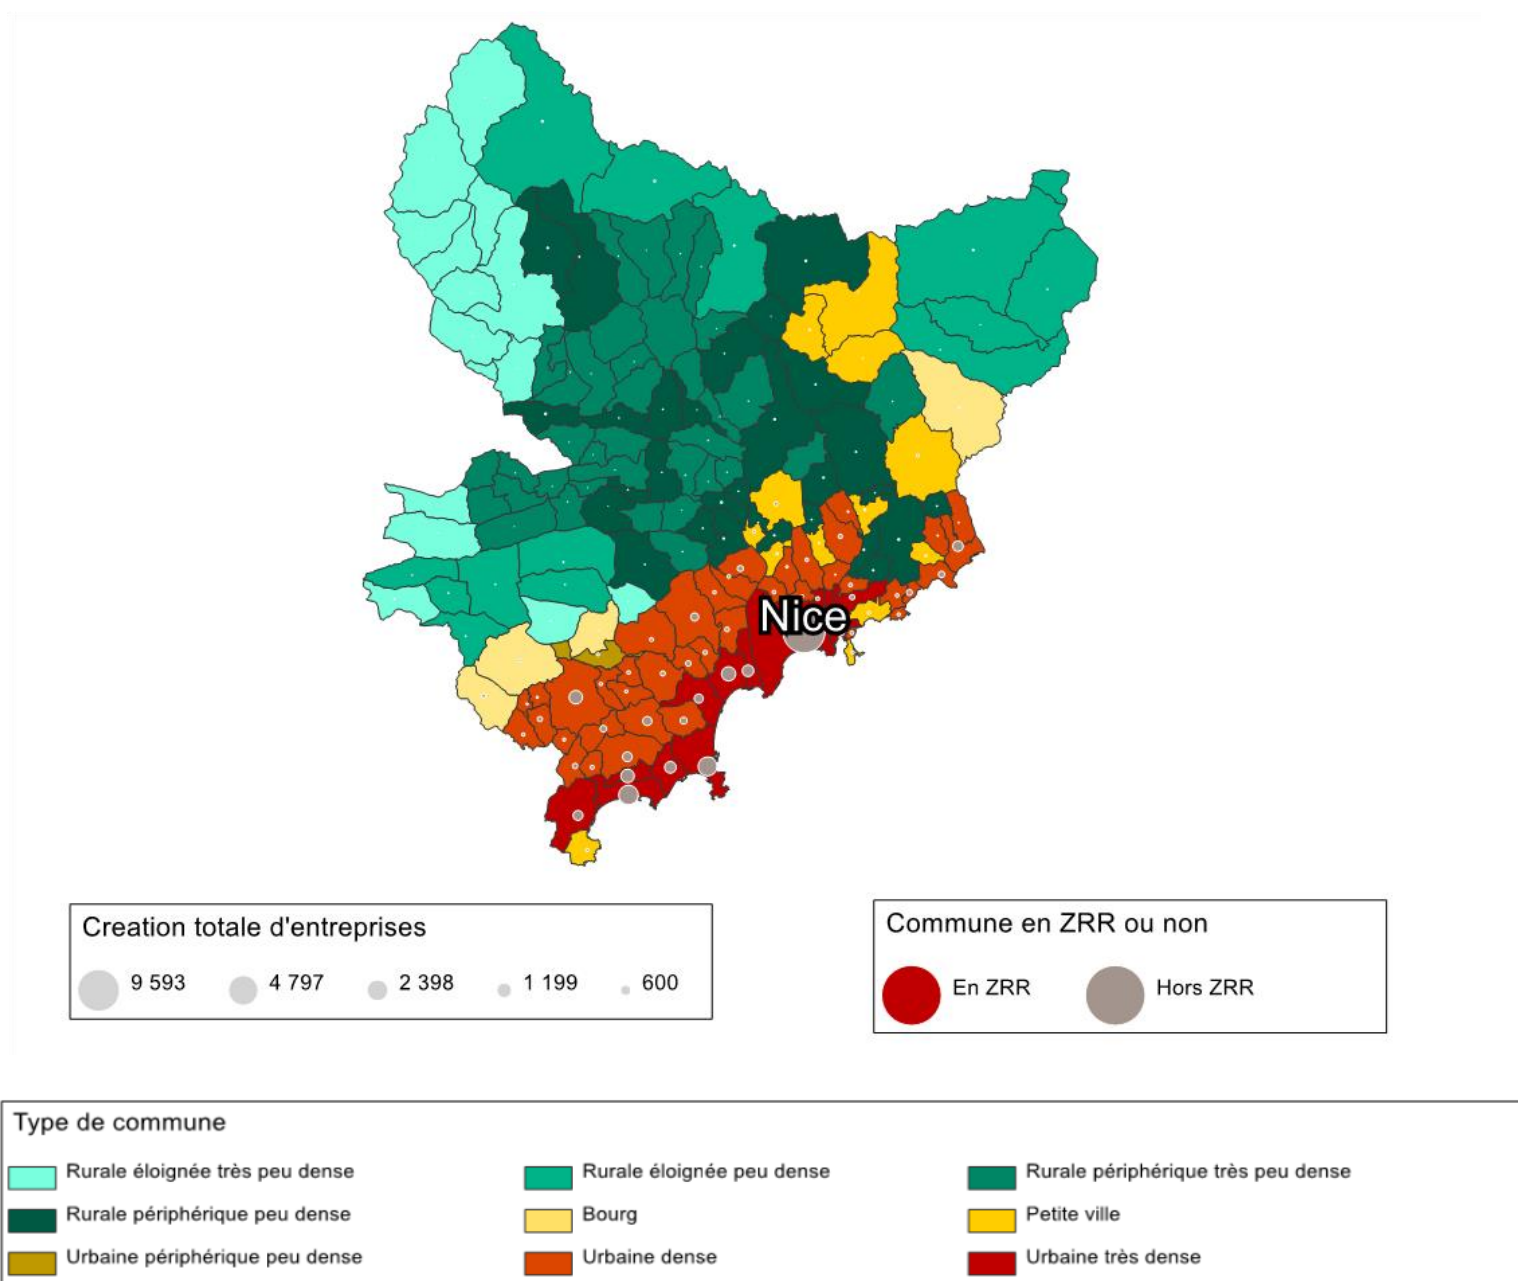 Nice
Creation totale d'entreprises
9 593 4 797 2 398 1 199 600
Commune en ZRR ou non
En ZRR Hors ZRR
Type de commune
Rurale éloignée très peu dense Rurale éloignée peu dense Rurale périphérique très peu dense
Rurale périphérique peu dense Bourg Petite ville
Urbaine périphérique peu dense Urbaine dense Urbaine très dense